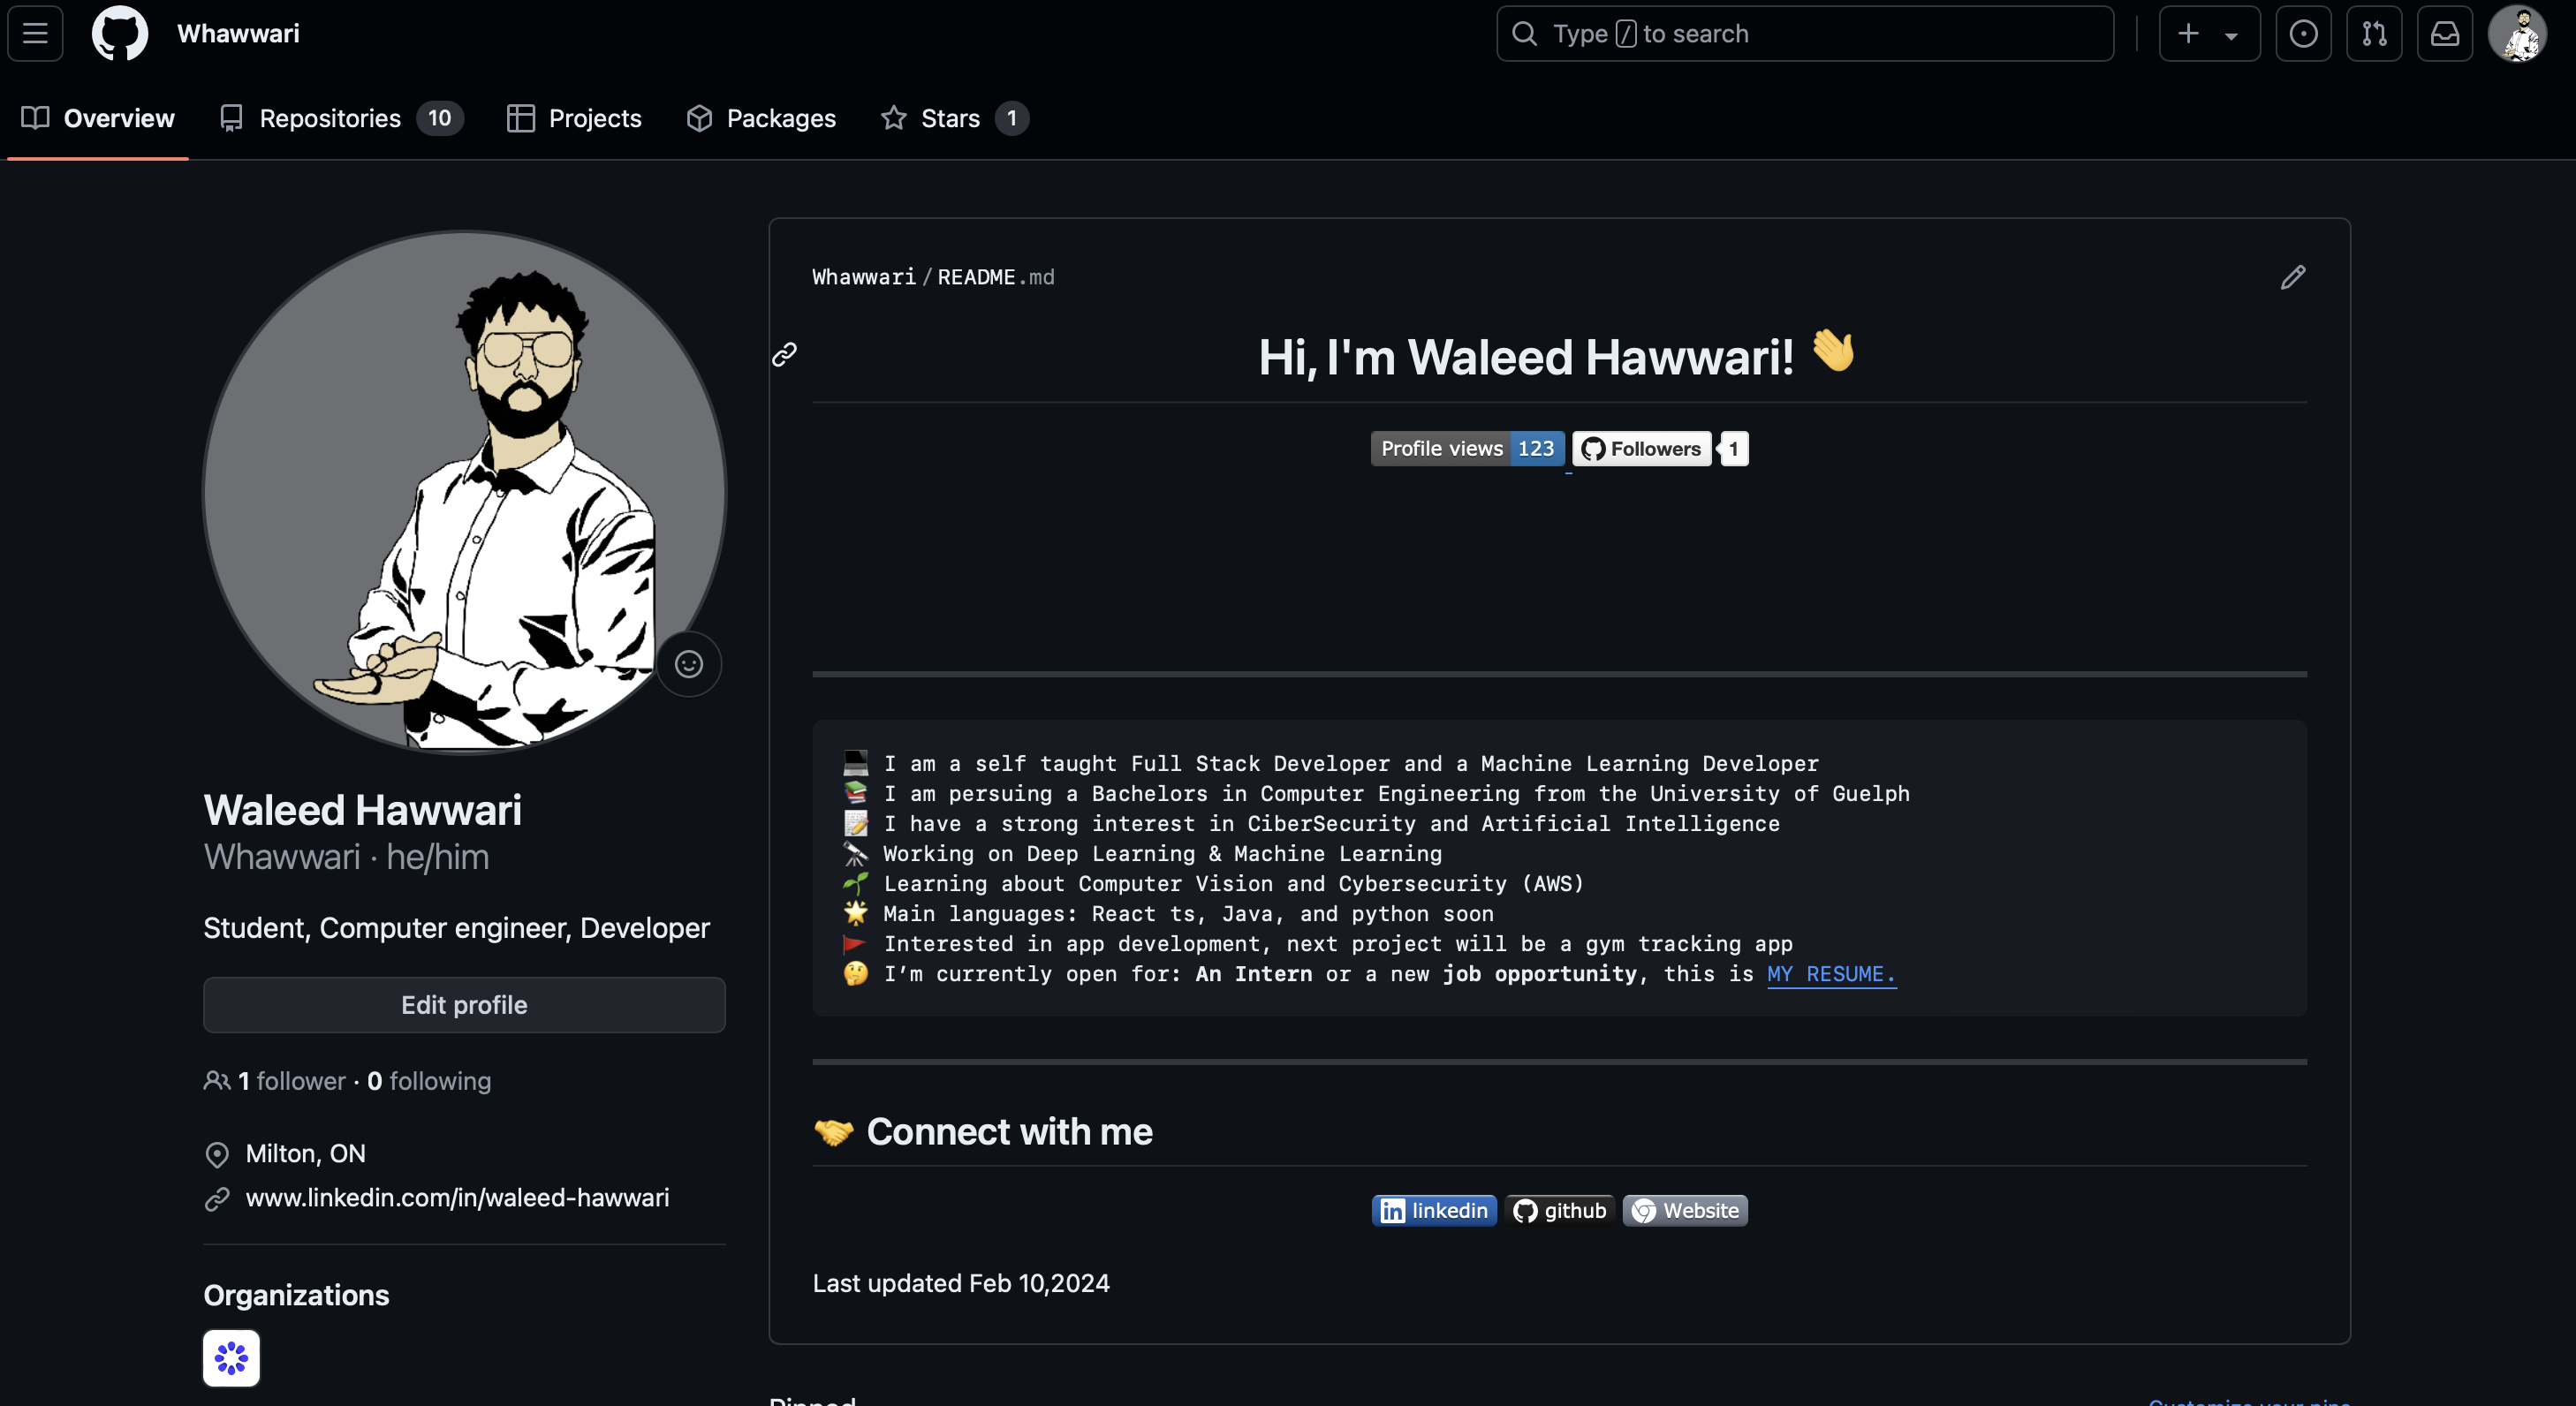 Whawwari
Type / to search
Overview
Repositories 10
Projects
Packages
Stars 1
Waleed Hawwari
Whawwari · he/him
Student, Computer engineer, Developer
Edit profile
1 follower · 0 following
Milton, ON
www.linkedin.com/in/waleed-hawwari
Organizations
Whawwari / README.md
Hi, I'm Waleed Hawwari! 👋
Profile views 123
Followers 1
💻 I am a self taught Full Stack Developer and a Machine Learning Developer
📚 I am persuing a Bachelors in Computer Engineering from the University of Guelph
📝 I have a strong interest in CiberSecurity and Artificial Intelligence
🔭 Working on Deep Learning & Machine Learning
🌱 Learning about Computer Vision and Cybersecurity (AWS)
🌟 Main languages: React ts, Java, and python soon
🚩 Interested in app development, next project will be a gym tracking app
🤔 I’m currently open for: An Intern or a new job opportunity, this is MY RESUME.
🤝 Connect with me
linkedin
github
Website
Last updated Feb 10,2024
Pinned
Customize your pins